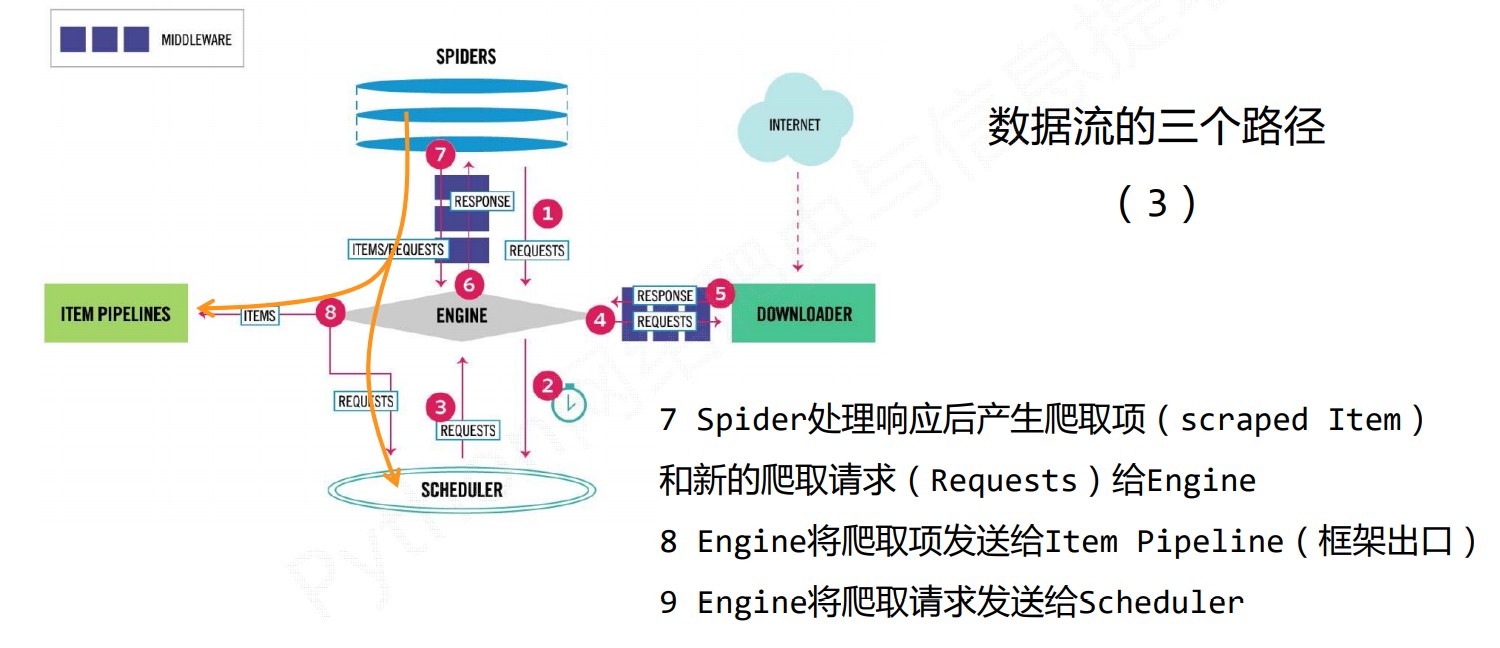 MIDDLEWARE
SPIDERS
INTERNET
数据流的三个路径
(3)
7
RESPONSE
1
ITEMS/REQUESTS
REQUESTS
6
ITEM PIPELINES
ITEMS
8
ENGINE
4
RESPONSE
5
REQUESTS
DOWNLOADER
REQUESTS
3
REQUESTS
2
SCHEDULER
7 Spider处理响应后产生爬取项(scraped Item)
和新的爬取请求(Requests)给Engine
8 Engine将爬取项发送给Item Pipeline(框架出口)
9 Engine将爬取请求发送给Scheduler